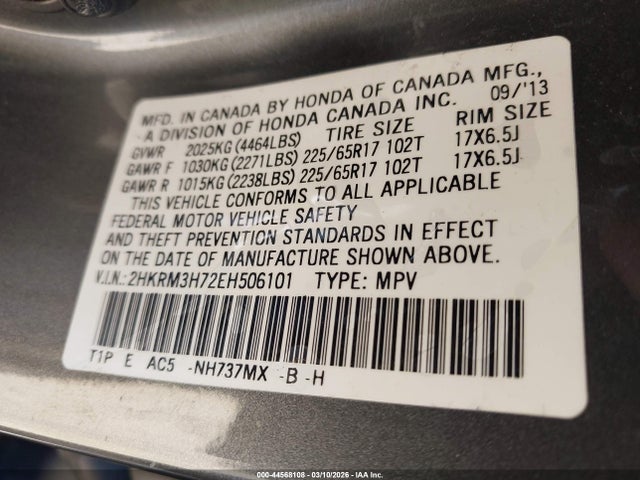 MFD. IN CANADA BY HONDA OF CANADA MFG.,
-A DIVISION OF HONDA CANADA INC. 09/'13
GVWR 2025KG(4464LBS) TIRE SIZE RIM SIZE
GAWR F 1030KG(2271LBS) 225/65R17 102T 17X6.5J
GAWR R 1015KG(2238LBS) 225/65R17 102T 17X6.5J
THIS VEHICLE CONFORMS TO ALL APPLICABLE
FEDERAL MOTOR VEHICLE SAFETY
AND THEFT PREVENTION STANDARDS IN EFFECT
ON THE DATE OF MANUFACTURE SHOWN ABOVE.
V.I.N.:2HKRM3H72EH506101 TYPE: MPV
T1P E AC5 -NH737MX -B -H
000-44568108 - 03/10/2026 - IAA Inc.